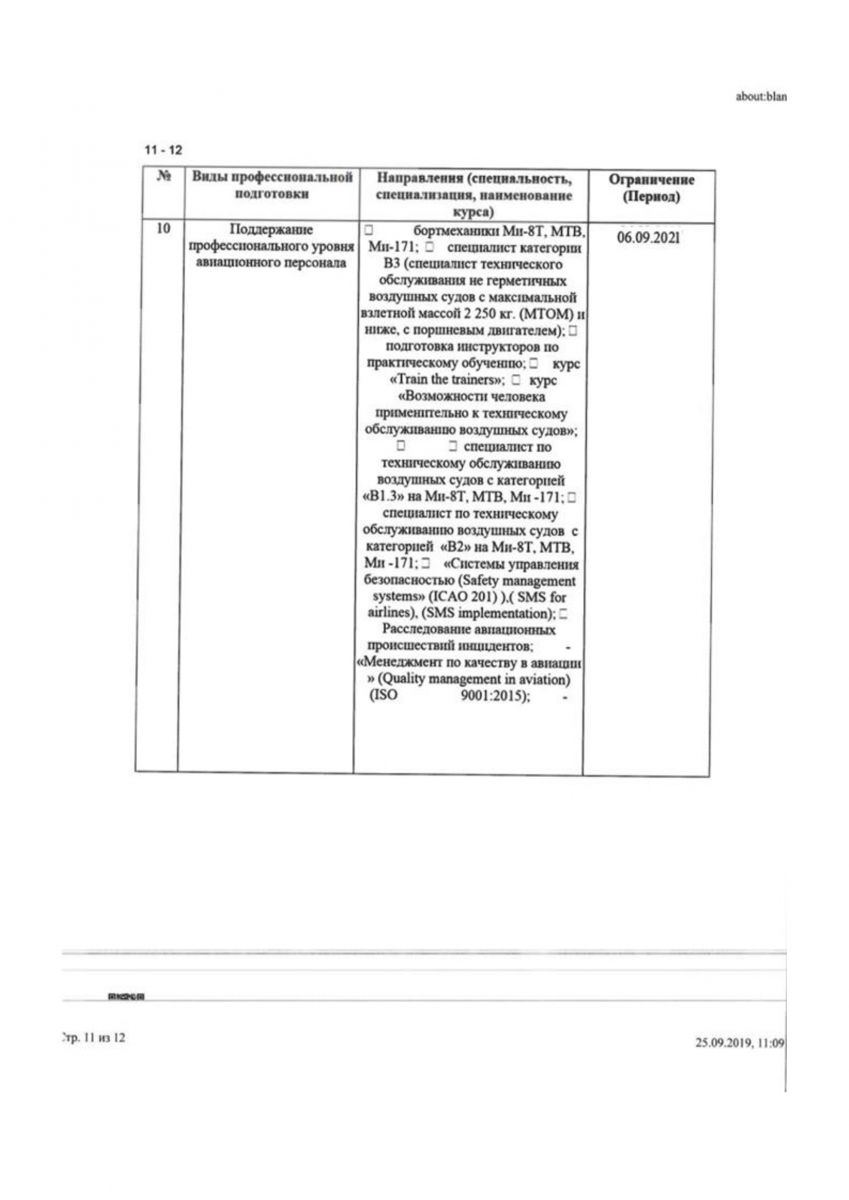 about:blan
11 - 12
№
Виды профессиональной
подготовки
Направления (специальность,
специализация, наименование
курса)
Ограничение
(Период)
10
Поддержание
профессионального уровня
авиационного персонала
□ бортмеханики Ми-8Т, МТВ,
Ми-171; □ специалист категории
В3 (специалист технического
обслуживания не герметичных
воздушных судов с максимальной
взлетной массой 2 250 кг. (МТОМ) и
ниже, с поршневым двигателем); □
подготовка инструкторов по
практическому обучению; □ курс
«Train the trainers»; □ курс
«Возможности человека
применительно к техническому
обслуживанию воздушных судов»;
□ □ специалист по
техническому обслуживанию
воздушных судов с категорией
«В1.3» на Ми-8Т, МТВ, Ми -171; □
специалист по техническому
обслуживанию воздушных судов с
категорией «В2» на Ми-8Т, МТВ,
Ми -171; □ «Системы управления
безопасностью (Safety management
systems» (ICAO 201) ),( SMS for
airlines), (SMS implementation); □
Расследование авиационных
происшествий инцидентов; -
«Менеджмент по качеству в авиации
» (Quality management in aviation)
(ISO 9001:2015); -
06.09.2021
Стр. 11 из 12
25.09.2019, 11:09